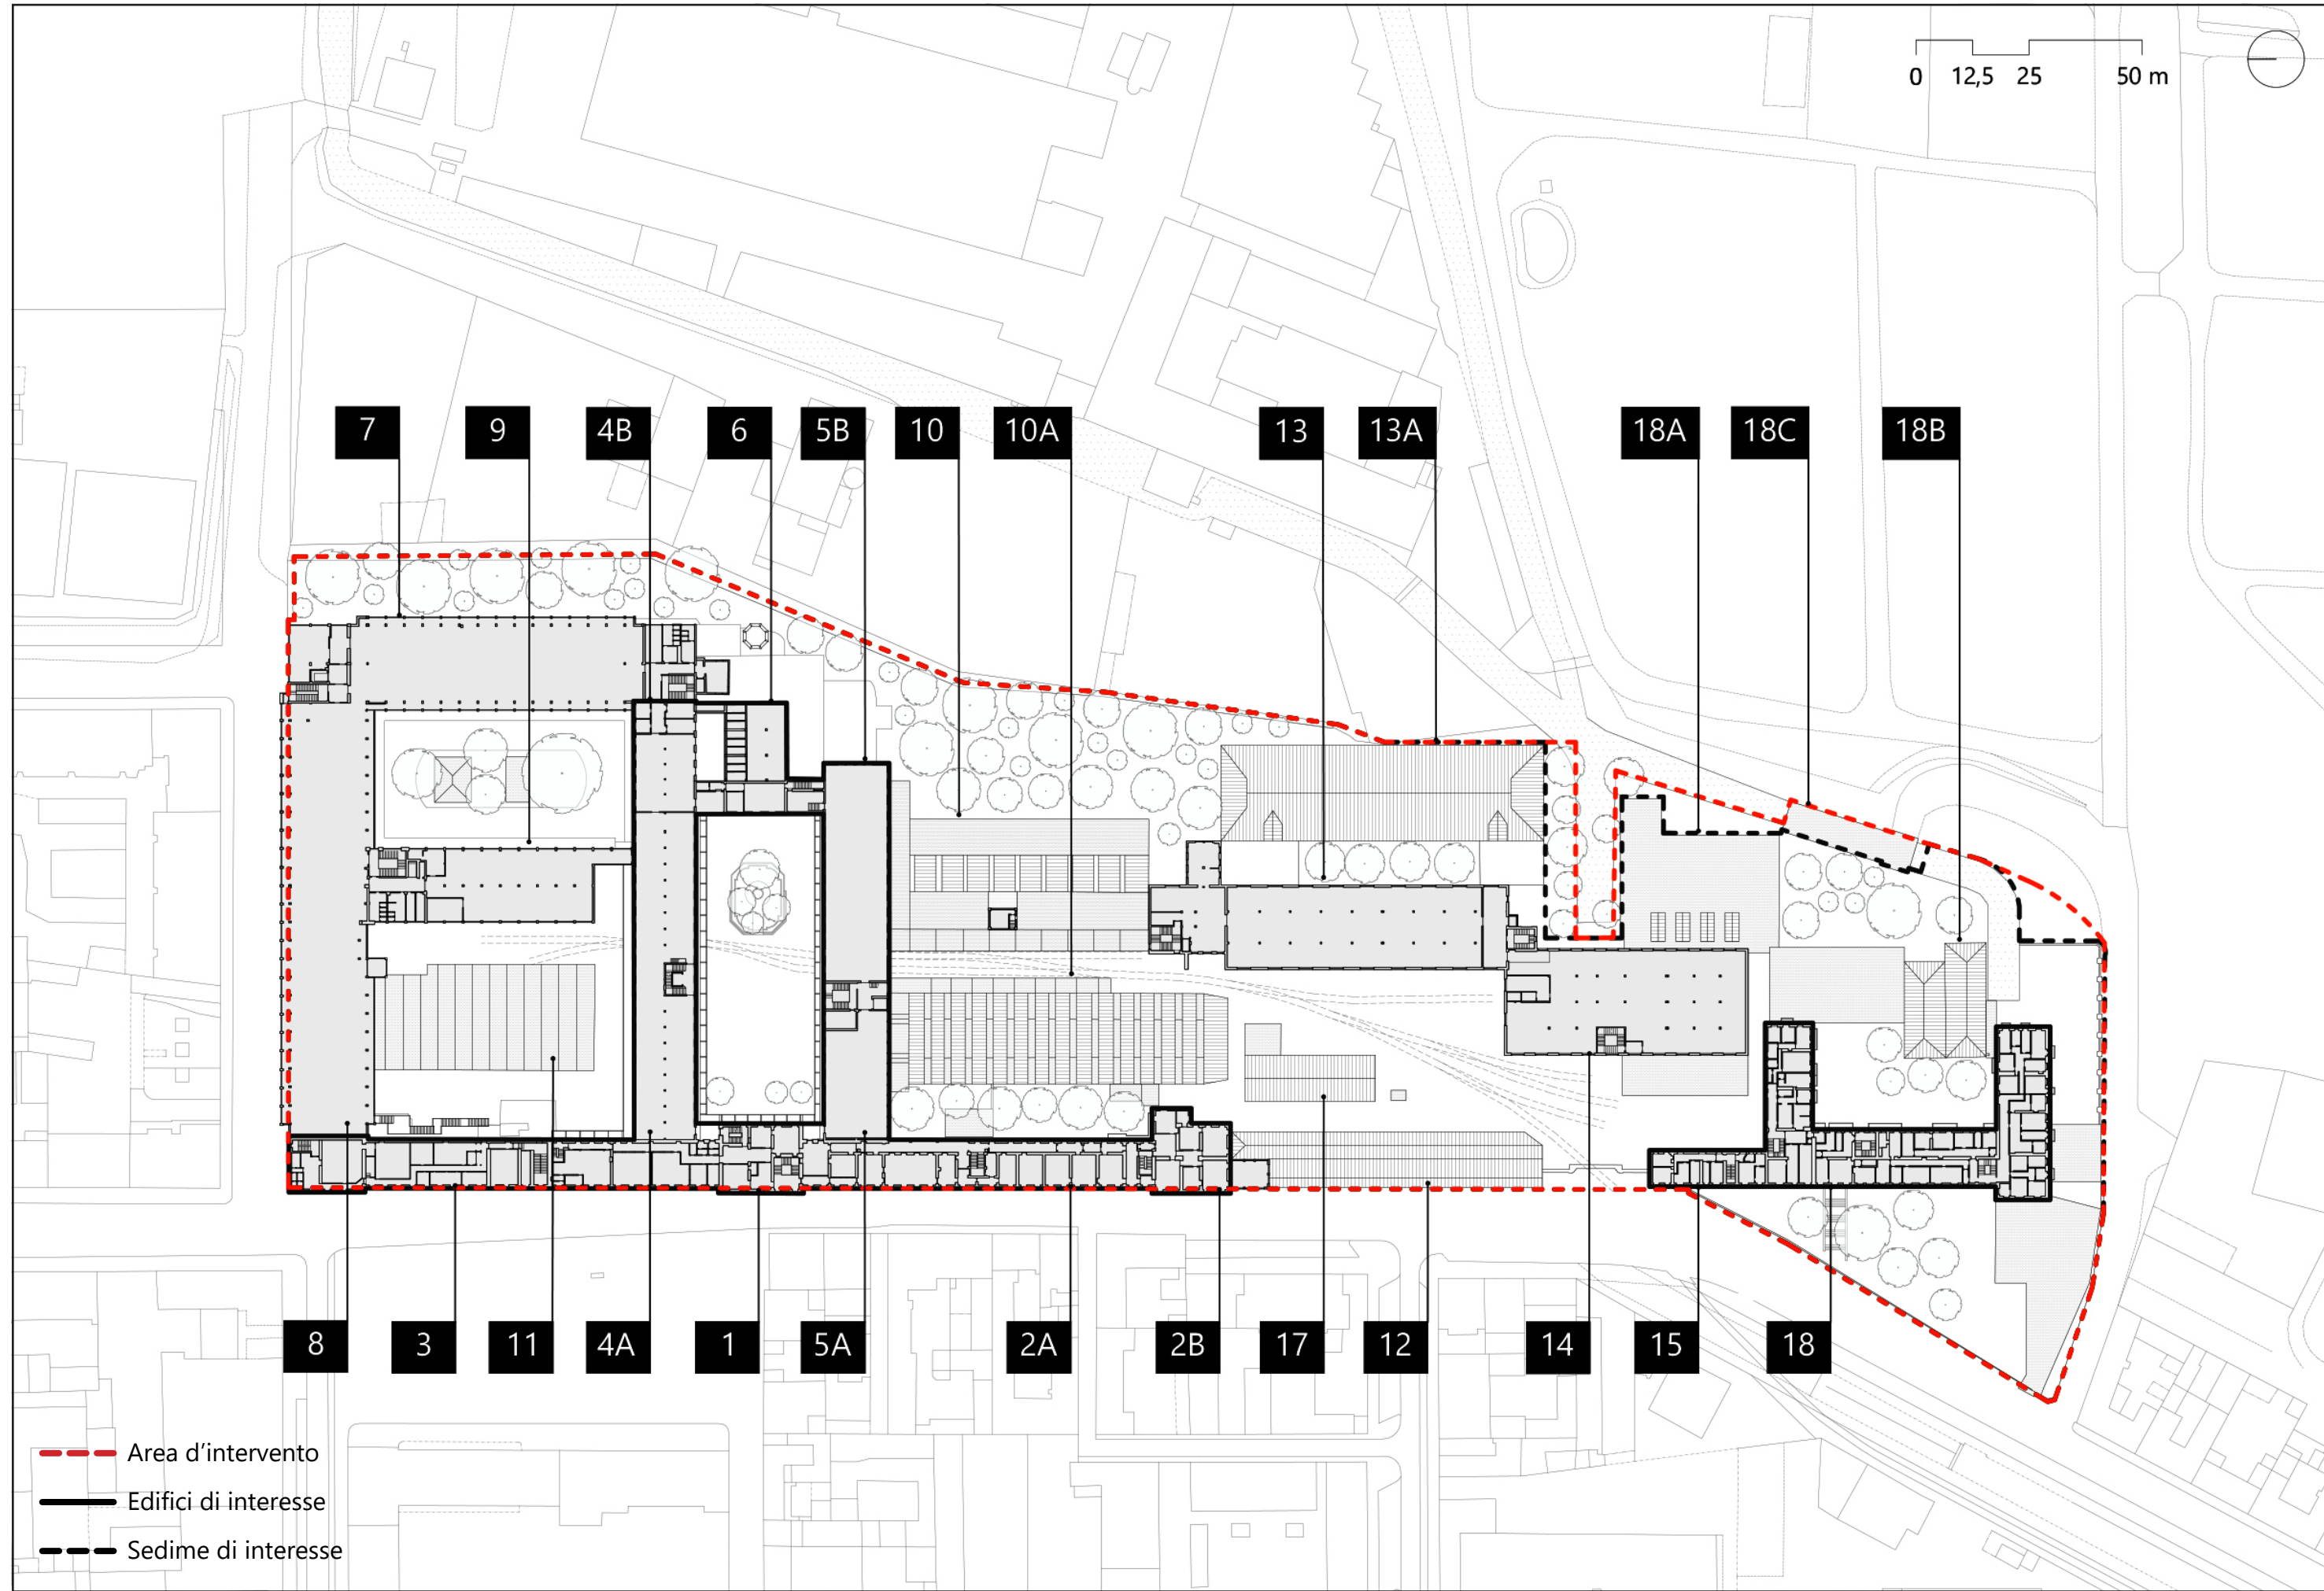 0 12,5 25 50 m
7 9 4B 6 5B 10 10A 13 13A 18A 18C 18B
8 3 11 4A 1 5A 2A 2B 17 12 14 15 18
Area d’intervento
Edifici di interesse
Sedime di interesse